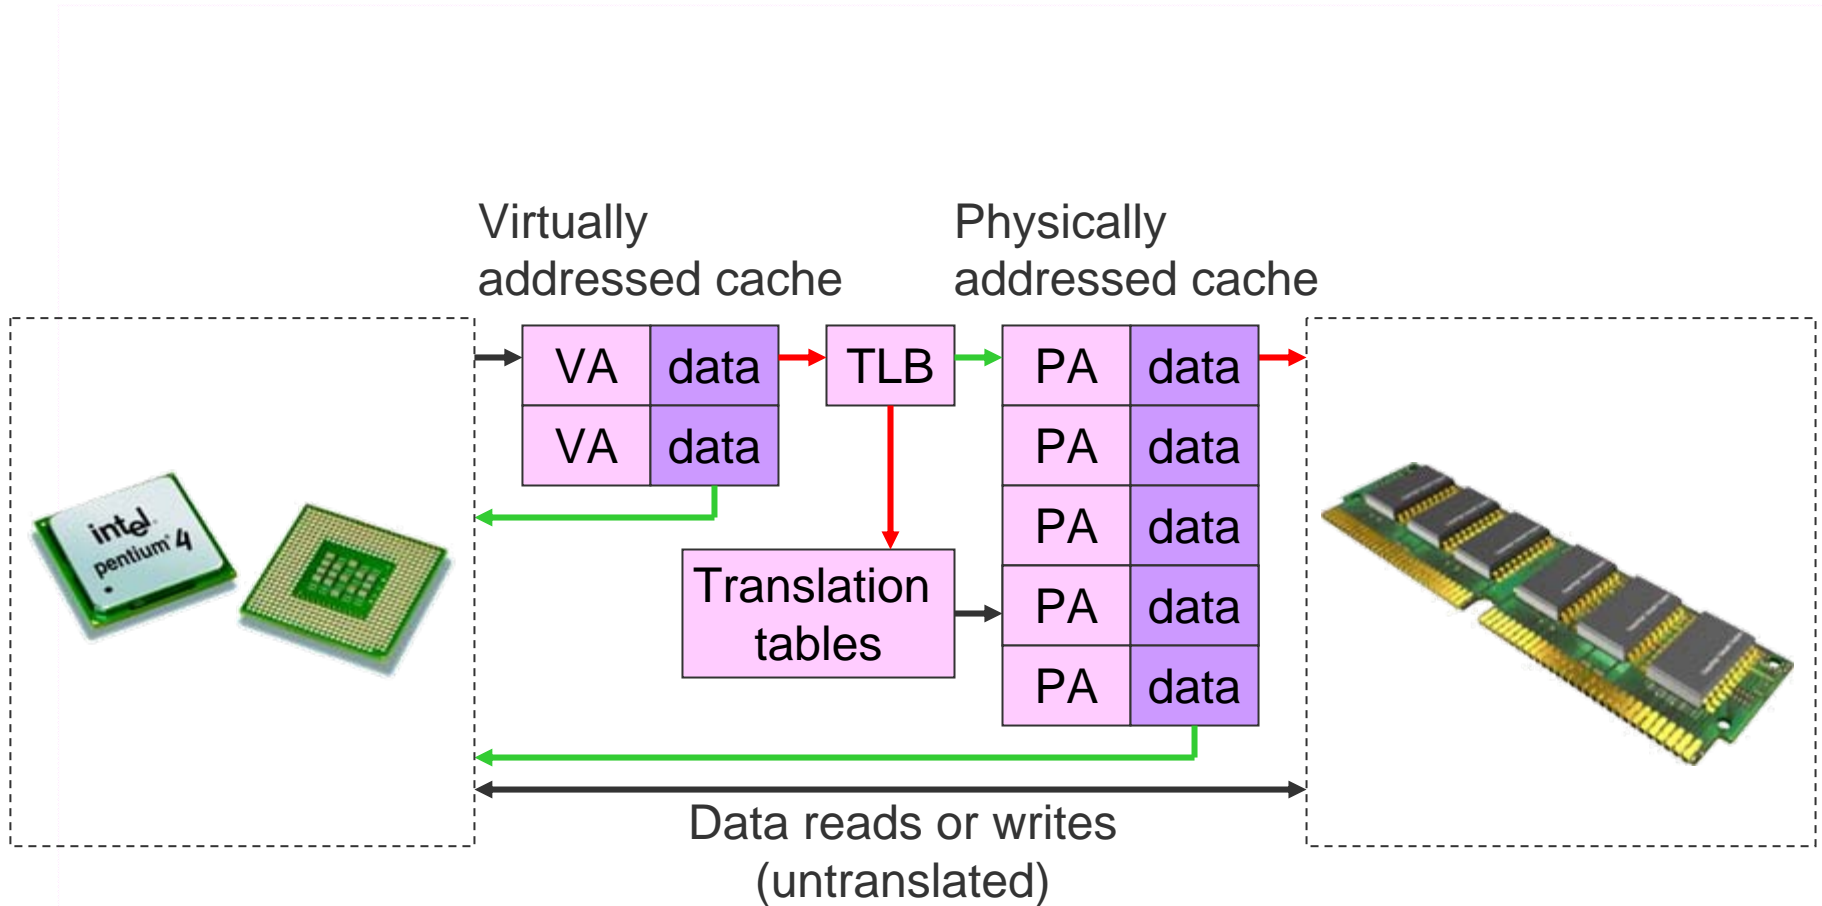 Virtually
addressed cache
Physically
addressed cache
VA data TLB PA data
VA data PA data
PA data
Translation
tables
PA data
PA data
intel
pentium 4
Data reads or writes
(untranslated)